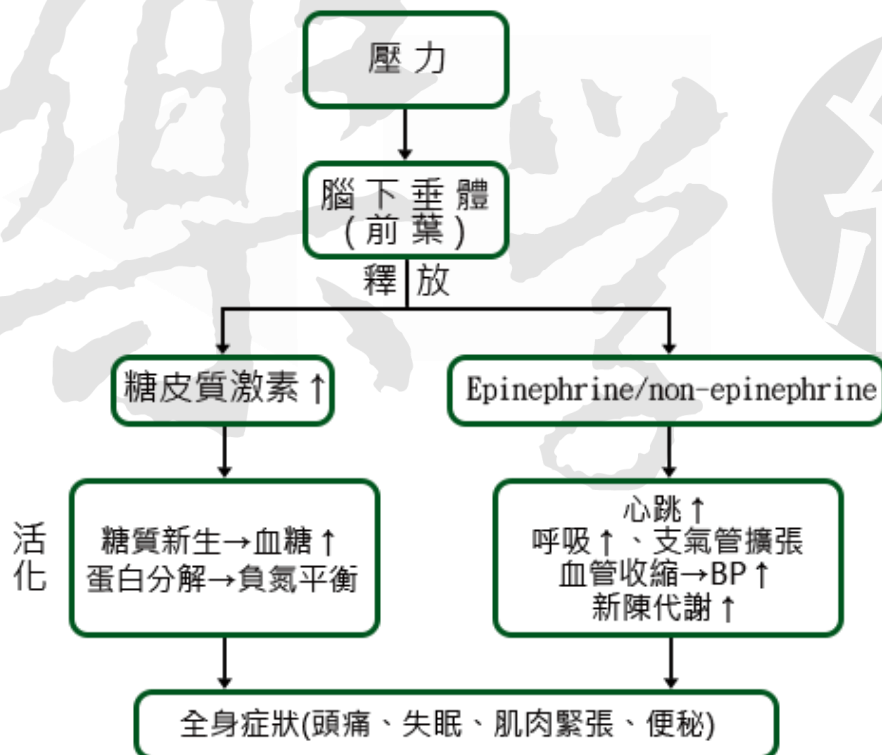 壓力
腦下垂體
(前葉)
釋放
糖皮質激素↑
Epinephrine/non-epinephrine
活化
糖質新生→血糖↑
蛋白分解→負氮平衡
心跳↑
呼吸↑、支氣管擴張
血管收縮→BP↑
新陳代謝↑
全身症狀(頭痛、失眠、肌肉緊張、便秘)